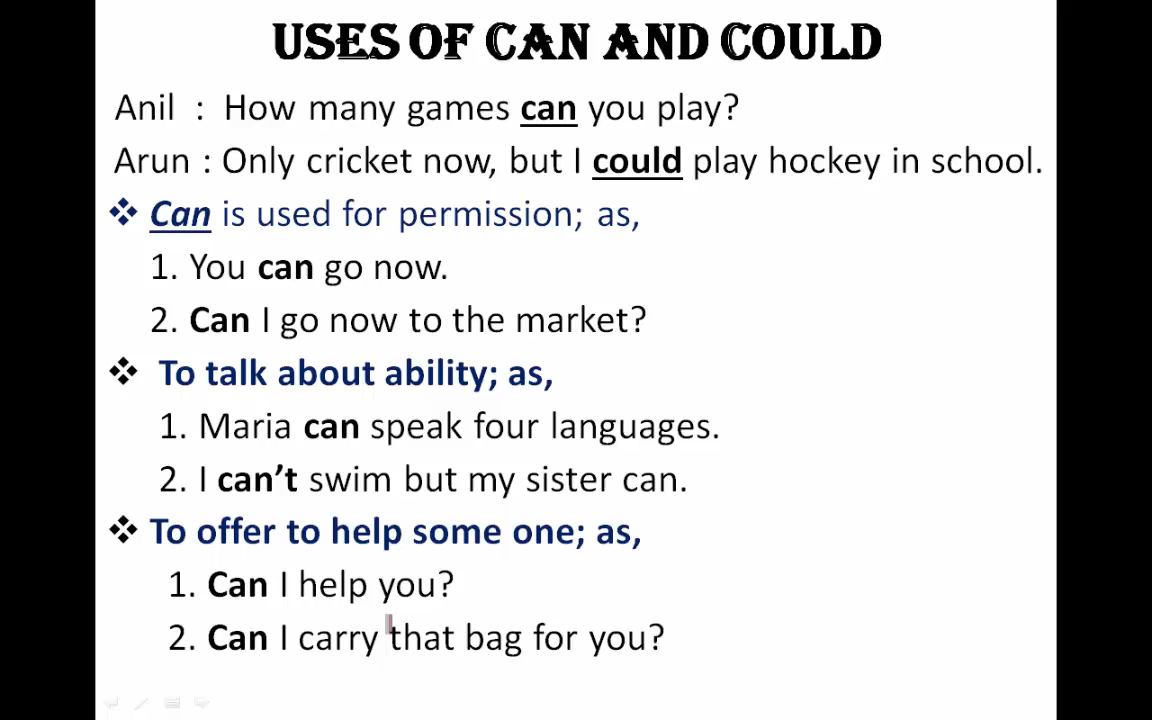 USES OF CAN AND COULD
Anil : How many games can you play?
Arun : Only cricket now, but I could play hockey in school.
❖ Can is used for permission; as,
1. You can go now.
2. Can I go now to the market?
❖ To talk about ability; as,
1. Maria can speak four languages.
2. I can’t swim but my sister can.
❖ To offer to help some one; as,
1. Can I help you?
2. Can I carry that bag for you?